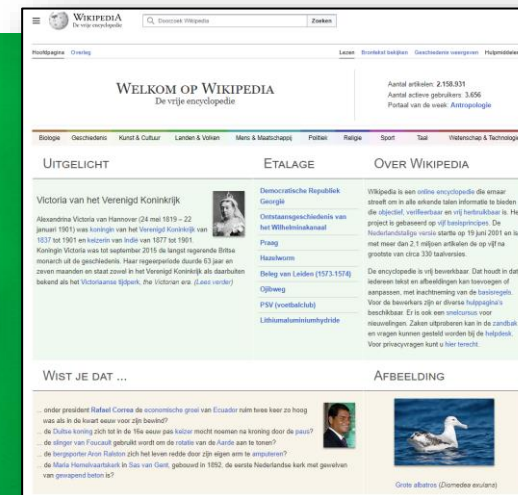 WIKIPEDIA
De vrije encyclopedie
Doorzoek Wikipedia
Zoeken
Hoofdpagina Overleg
Lezen Brontekst bekijken Geschiedenis weergeven Hulpmiddelen
WELKOM OP WIKIPEDIA
De vrije encyclopedie
Aantal artikelen: 2.158.931
Aantal actieve gebruikers: 3.656
Portaal van de week: Antropologie
Biologie Geschiedenis Kunst & Cultuur Landen & Volken Mens & Maatschappij Politiek Religie Sport Taal Wetenschap & Technologie
UITGELICHT
Victoria van het Verenigd Koninkrijk
Alexandrina Victoria van Hannover (24 mei 1819 – 22
januari 1901) was koningin van het Verenigd Koninkrijk van
1837 tot 1901 en keizerin van Indië van 1877 tot 1901.
Koningin Victoria was tot september 2015 de langst regerende Britse
monarch uit de geschiedenis. Haar regeerperiode duurde 63 jaar en
zeven maanden en staat zowel in het Verenigd Koninkrijk als daarbuiten
bekend als het Victoriaanse tijdperk, the Victorian era. (Lees verder)
ETALAGE
Democratische Republiek
Georgië
Ontstaansgeschiedenis van
het Wilhelminakanaal
Praag
Hazelworm
Beleg van Leiden (1573-1574)
Ojibweg
PSV (voetbalclub)
Lithiumaluminiumhydride
OVER WIKIPEDIA
Wikipedia is een online encyclopedie die ernaar
streeft om in alle erkende talen informatie te bieden
die objectief, verifieerbaar en vrij herbruikbaar is. He
project is gebaseerd op vijf basisprincipes. De
Nederlandstalige versie startte op 19 juni 2001 en is
met meer dan 2,1 miljoen artikelen de op vijf na
grootste van circa 330 taalversies.
De encyclopedie is vrij bewerkbaar. Dat houdt in dat
iedereen tekst en afbeeldingen kan toevoegen of
aanpassen, met inachtneming van de basisregels.
Voor de bewerkers zijn er diverse hulppagina's
beschikbaar. Er is ook een snelcursus voor
nieuwelingen. Zaken uitproberen kan in de zandbak
en vragen kunnen gesteld worden bij de helpdesk.
Voor privacyvragen kunt u hier terecht.
WIST JE DAT ...
... onder president Rafael Correa de economische groei van Ecuador ruim twee keer zo hoog
was als in de kwart eeuw voor zijn bewind?
... de Duitse koning zich tot in de 16e eeuw pas keizer mocht noemen na kroning door de paus?
... de slinger van Foucault gebruikt wordt om de rotatie van de Aarde aan te tonen?
... de bergsporter Aron Ralston zich het leven redde door zijn eigen arm te amputeren?
... de Maria Hemelvaartskerk in Sas van Gent, gebouwd in 1892, de eerste Nederlandse kerk met gewelven
van gewapend beton is?
AFBEELDING
Grote albatros (Diomedea exulans)